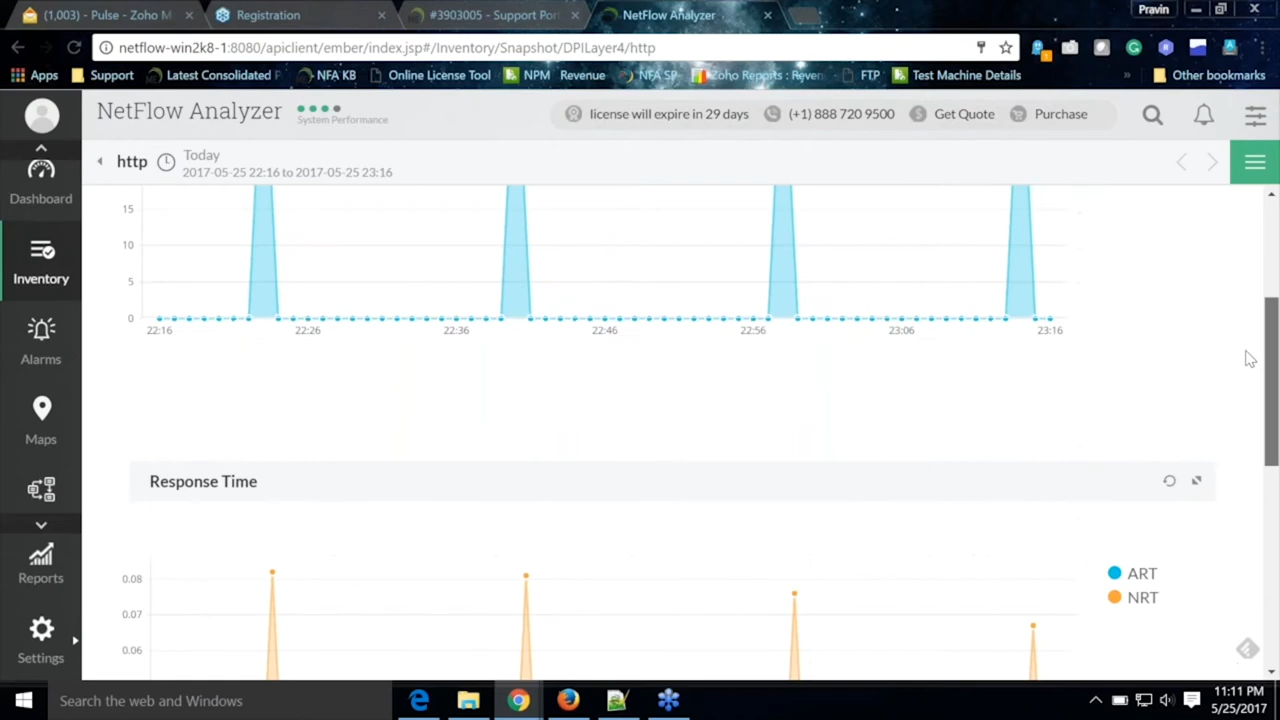 (1,003) - Pulse - Zoho M
Registration
#3903005 - Support Por
NetFlow Analyzer
Pravin
netflow-win2k8-1:8080/apiclient/ember/index.jsp#/Inventory/Snapshot/DPILayer4/http
Apps
Support
Latest Consolidated P
NFA KB
Online License Tool
NPM
Revenue
NFA SP
Zoho Reports : Reven
FTP
Test Machine Details
»
Other bookmarks
NetFlow Analyzer
System Performance
license will expire in 29 days
(+1) 888 720 9500
Get Quote
Purchase
http
Today
2017-05-25 22:16 to 2017-05-25 23:16
Dashboard
Inventory
Alarms
Maps
Reports
Settings
15
10
5
0
22:16 22:26 22:36 22:46 22:56 23:06 23:16
Response Time
0.08
0.07
0.06
ART
NRT
Search the web and Windows
11:11 PM
5/25/2017